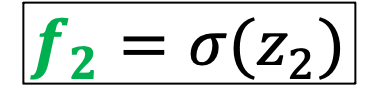 f₂ = σ(z₂)